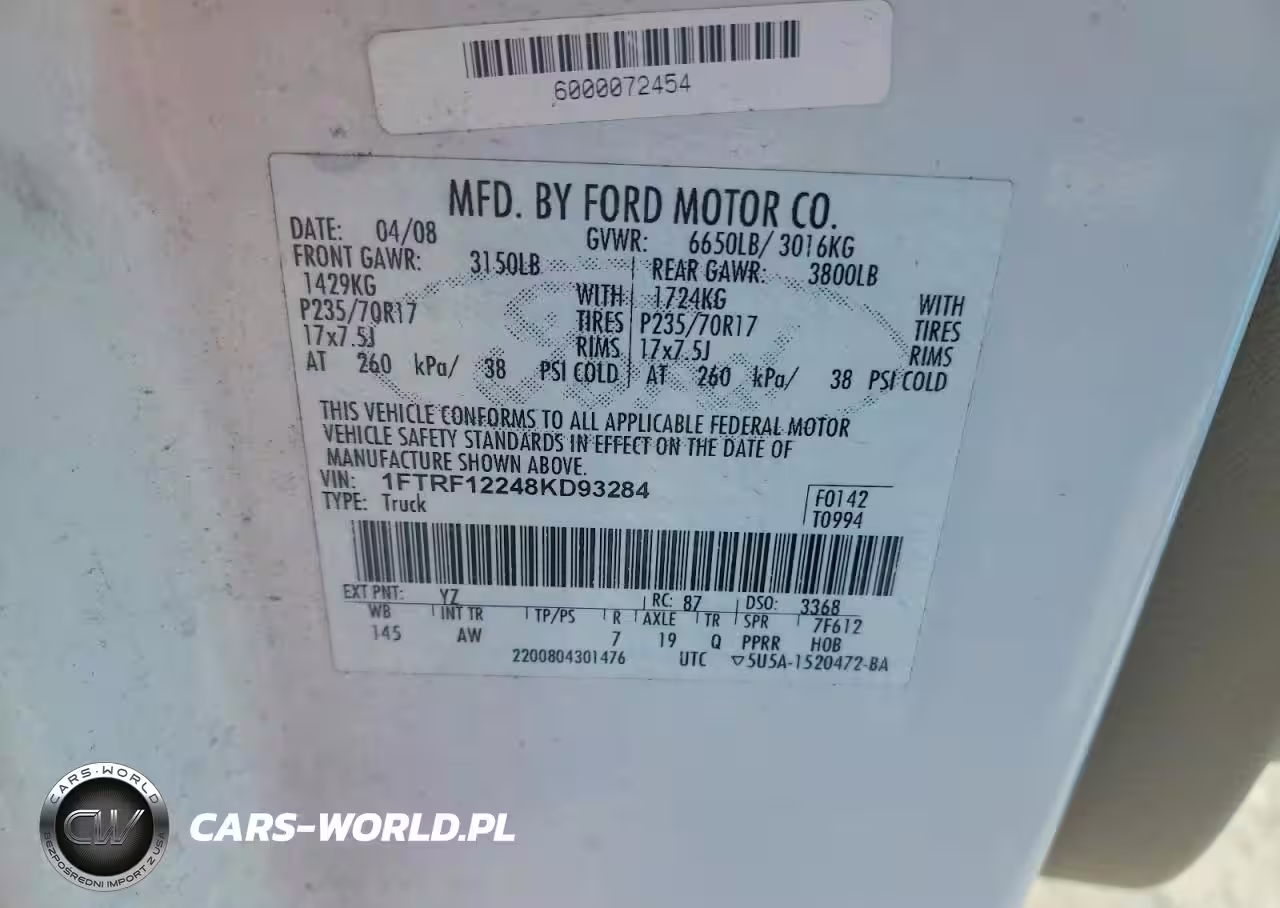 6000072454
MFD. BY FORD MOTOR CO.
DATE: 04/08 GVWR: 6650LB/ 3016KG
FRONT GAWR: 3150LB REAR GAWR: 3800LB
1429KG WITH 1724KG WITH
P235/70R17 TIRES P235/70R17 TIRES
17x7.5J RIMS 17x7.5J RIMS
AT 260 kPa/ 38 PSI COLD AT 260 kPa/ 38 PSI COLD
THIS VEHICLE CONFORMS TO ALL APPLICABLE FEDERAL MOTOR
VEHICLE SAFETY STANDARDS IN EFFECT ON THE DATE OF
MANUFACTURE SHOWN ABOVE.
VIN: 1FTRF12248KD93284
TYPE: Truck
F0142
T0994
EXT PNT: YZ RC: 87 DSO: 3368
WB INT TR TP/PS R AXLE TR SPR 7F612
145 AW 7 19 Q PPRR HOB
2200804301476 UTC ▽5U5A-1520472-BA
CARS-WORLD
CW
BEZPOŚREDNI IMPORT Z USA
CARS-WORLD.PL